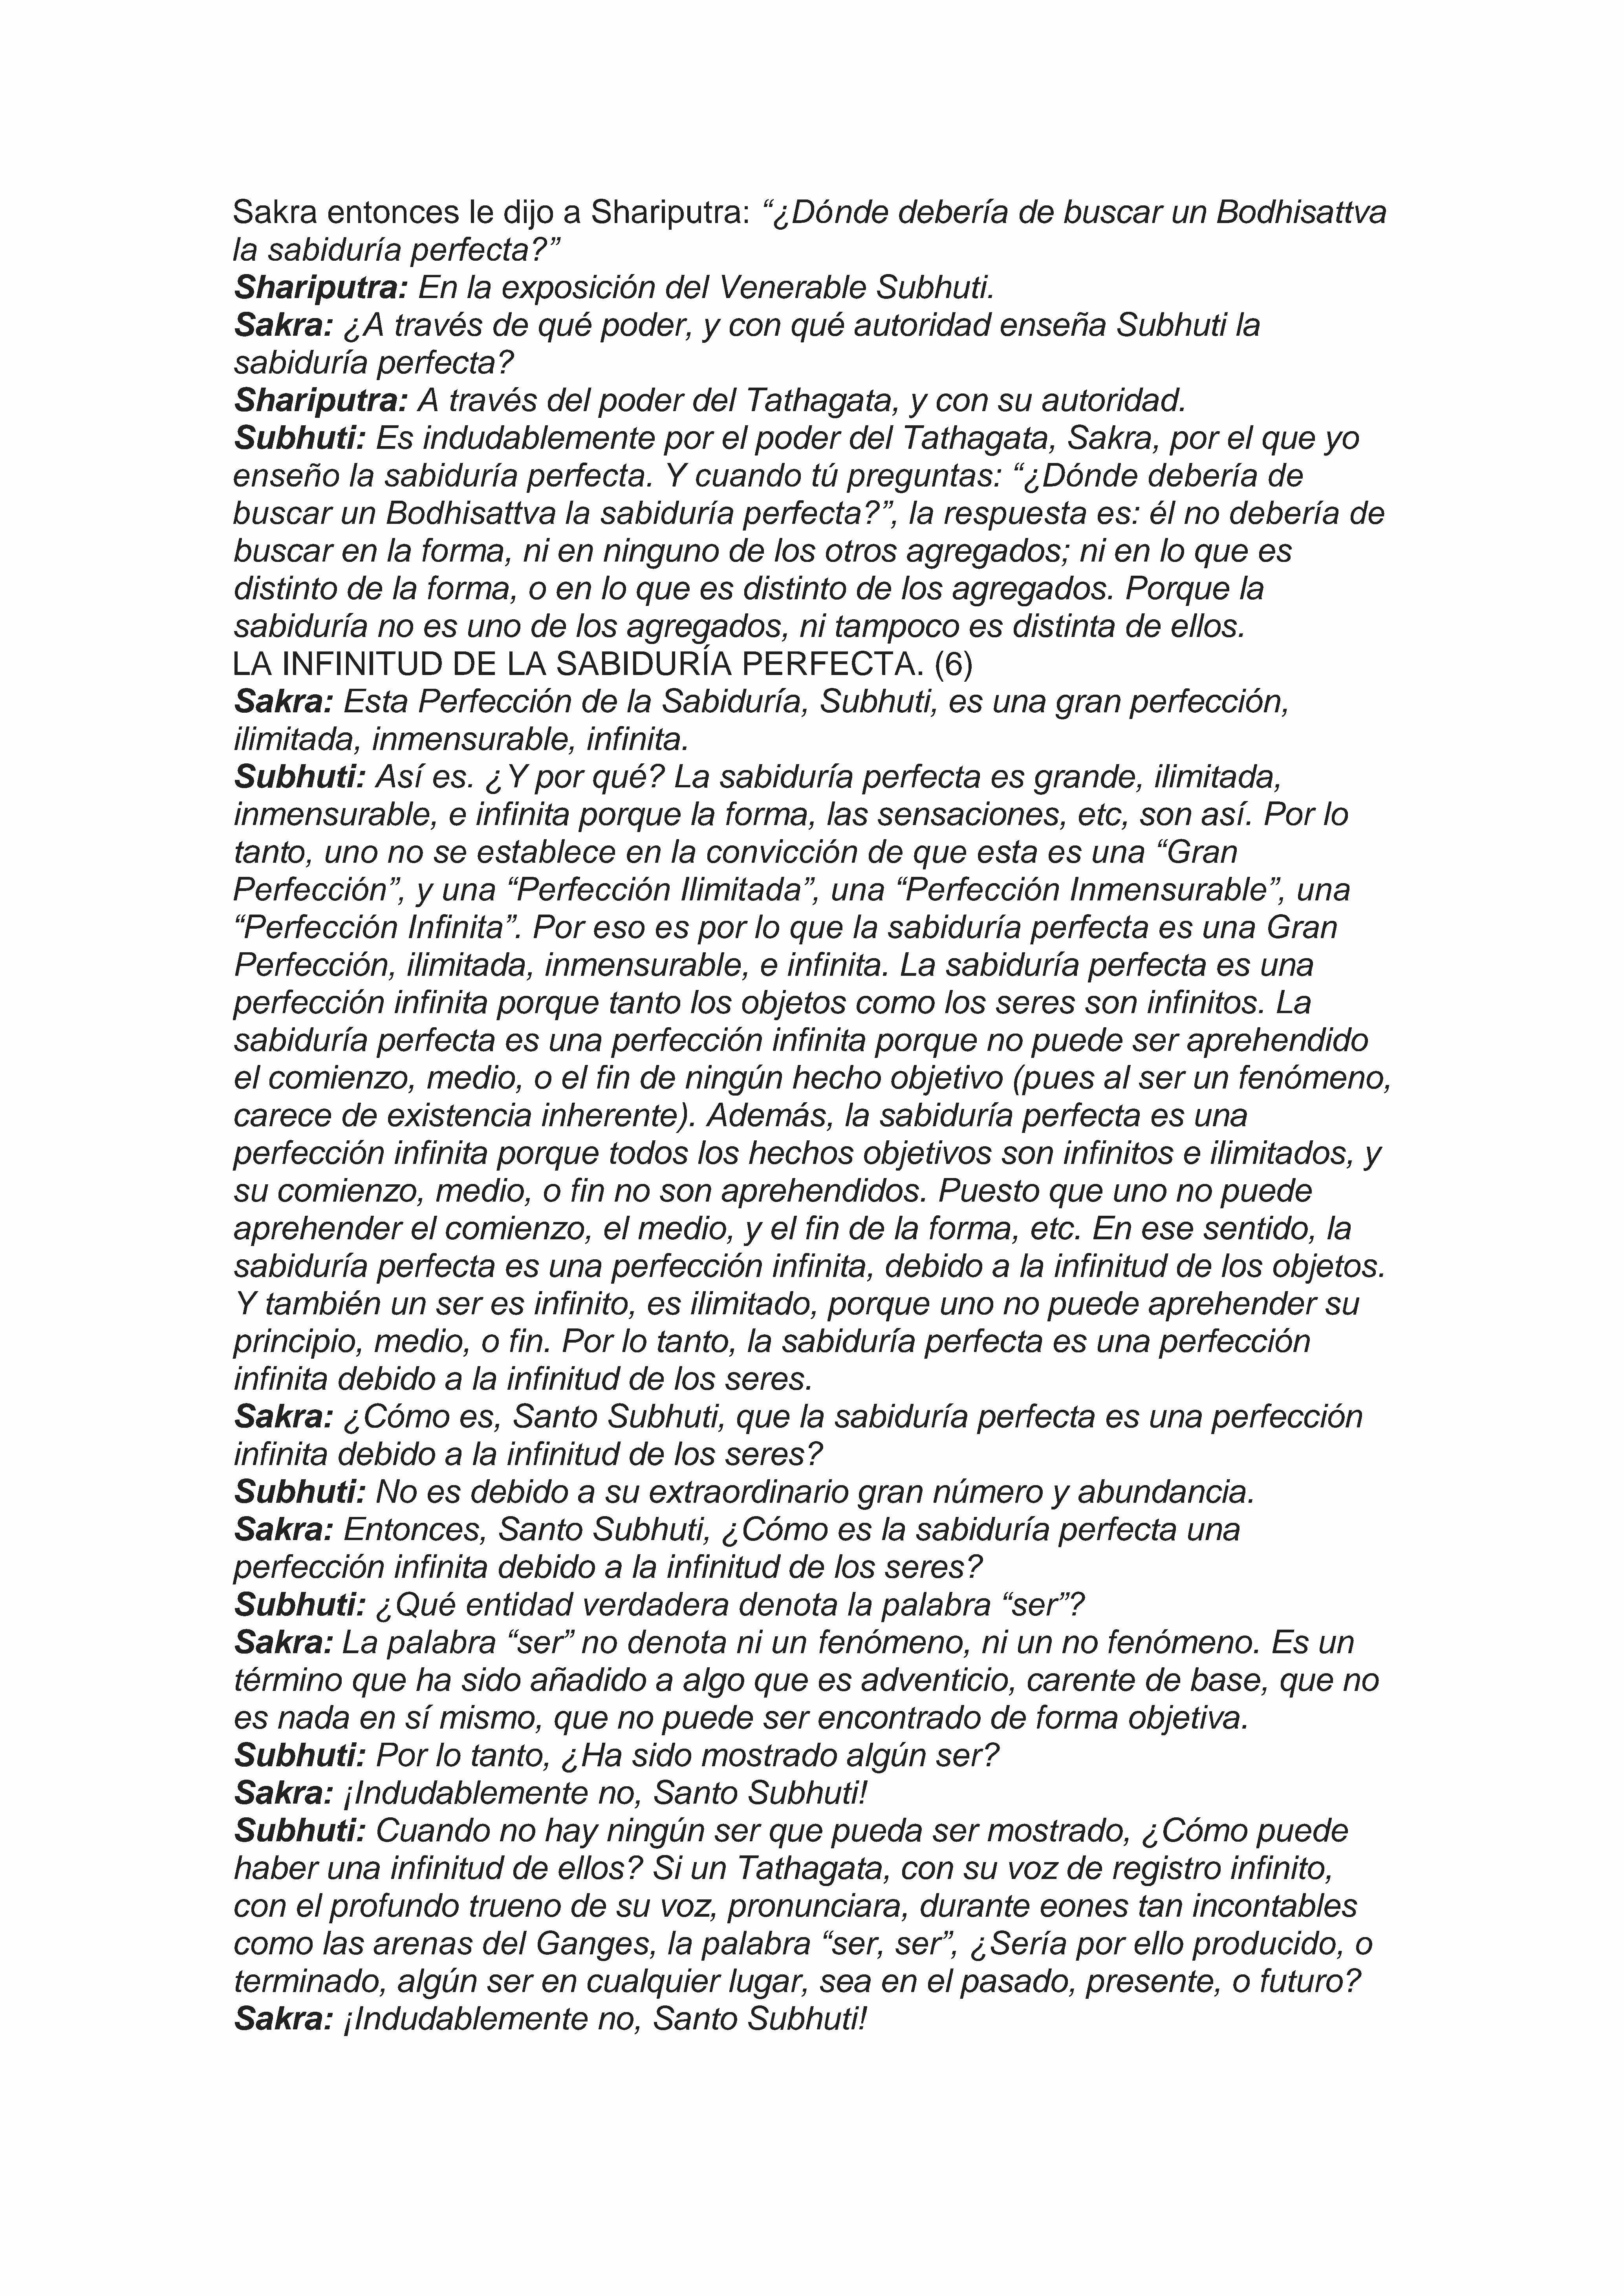 Sakra entonces le dijo a Shariputra: “¿Dónde debería de buscar un Bodhisattva
la sabiduría perfecta?”
Shariputra: En la exposición del Venerable Subhuti.
Sakra: ¿A través de qué poder, y con qué autoridad enseña Subhuti la
sabiduría perfecta?
Shariputra: A través del poder del Tathagata, y con su autoridad.
Subhuti: Es indudablemente por el poder del Tathagata, Sakra, por el que yo
enseño la sabiduría perfecta. Y cuando tú preguntas: “¿Dónde debería de
buscar un Bodhisattva la sabiduría perfecta?”, la respuesta es: él no debería de
buscar en la forma, ni en ninguno de los otros agregados; ni en lo que es
distinto de la forma, o en lo que es distinto de los agregados. Porque la
sabiduría no es uno de los agregados, ni tampoco es distinta de ellos.
LA INFINITUD DE LA SABIDURÍA PERFECTA. (6)
Sakra: Esta Perfección de la Sabiduría, Subhuti, es una gran perfección,
ilimitada, inmensurable, infinita.
Subhuti: Así es. ¿Y por qué? La sabiduría perfecta es grande, ilimitada,
inmensurable, e infinita porque la forma, las sensaciones, etc, son así. Por lo
tanto, uno no se establece en la convicción de que esta es una “Gran
Perfección”, y una “Perfección Ilimitada”, una “Perfección Inmensurable”, una
“Perfección Infinita”. Por eso es por lo que la sabiduría perfecta es una Gran
Perfección, ilimitada, inmensurable, e infinita. La sabiduría perfecta es una
perfección infinita porque tanto los objetos como los seres son infinitos. La
sabiduría perfecta es una perfección infinita porque no puede ser aprehendido
el comienzo, medio, o el fin de ningún hecho objetivo (pues al ser un fenómeno,
carece de existencia inherente). Además, la sabiduría perfecta es una
perfección infinita porque todos los hechos objetivos son infinitos e ilimitados, y
su comienzo, medio, o fin no son aprehendidos. Puesto que uno no puede
aprehender el comienzo, el medio, y el fin de la forma, etc. En ese sentido, la
sabiduría perfecta es una perfección infinita, debido a la infinitud de los objetos.
Y también un ser es infinito, es ilimitado, porque uno no puede aprehender su
principio, medio, o fin. Por lo tanto, la sabiduría perfecta es una perfección
infinita debido a la infinitud de los seres.
Sakra: ¿Cómo es, Santo Subhuti, que la sabiduría perfecta es una perfección
infinita debido a la infinitud de los seres?
Subhuti: No es debido a su extraordinario gran número y abundancia.
Sakra: Entonces, Santo Subhuti, ¿Cómo es la sabiduría perfecta una
perfección infinita debido a la infinitud de los seres?
Subhuti: ¿Qué entidad verdadera denota la palabra “ser”?
Sakra: La palabra “ser” no denota ni un fenómeno, ni un no fenómeno. Es un
término que ha sido añadido a algo que es adventicio, carente de base, que no
es nada en sí mismo, que no puede ser encontrado de forma objetiva.
Subhuti: Por lo tanto, ¿Ha sido mostrado algún ser?
Sakra: ¡Indudablemente no, Santo Subhuti!
Subhuti: Cuando no hay ningún ser que pueda ser mostrado, ¿Cómo puede
haber una infinitud de ellos? Si un Tathagata, con su voz de registro infinito,
con el profundo trueno de su voz, pronunciara, durante eones tan incontables
como las arenas del Ganges, la palabra “ser, ser”, ¿Sería por ello producido, o
terminado, algún ser en cualquier lugar, sea en el pasado, presente, o futuro?
Sakra: ¡Indudablemente no, Santo Subhuti!